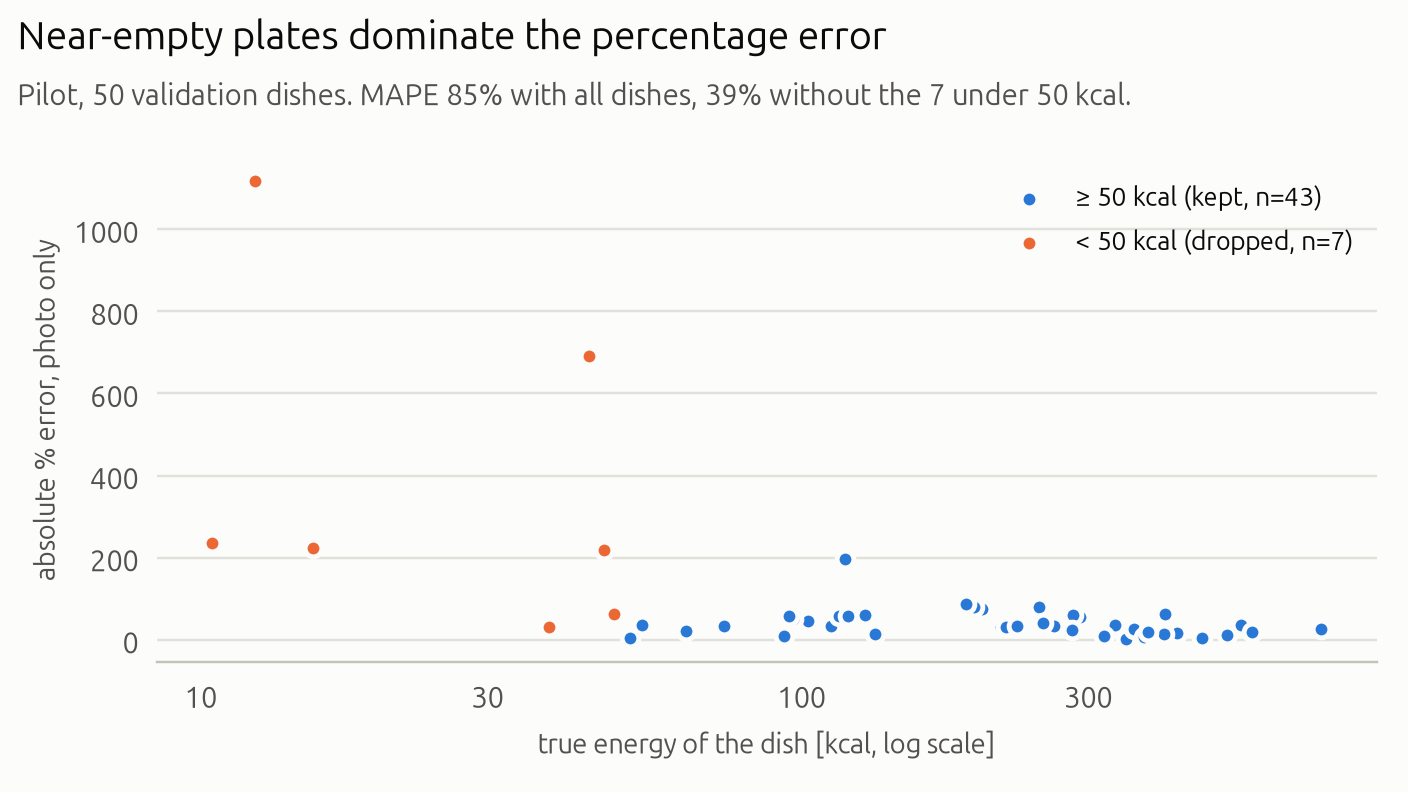 Near-empty plates dominate the percentage error
Pilot, 50 validation dishes. MAPE 85% with all dishes, 39% without the 7 under 50 kcal.
≥ 50 kcal (kept, n=43)
< 50 kcal (dropped, n=7)
absolute % error, photo only
1000
800
600
400
200
0
10 30 100 300
true energy of the dish [kcal, log scale]